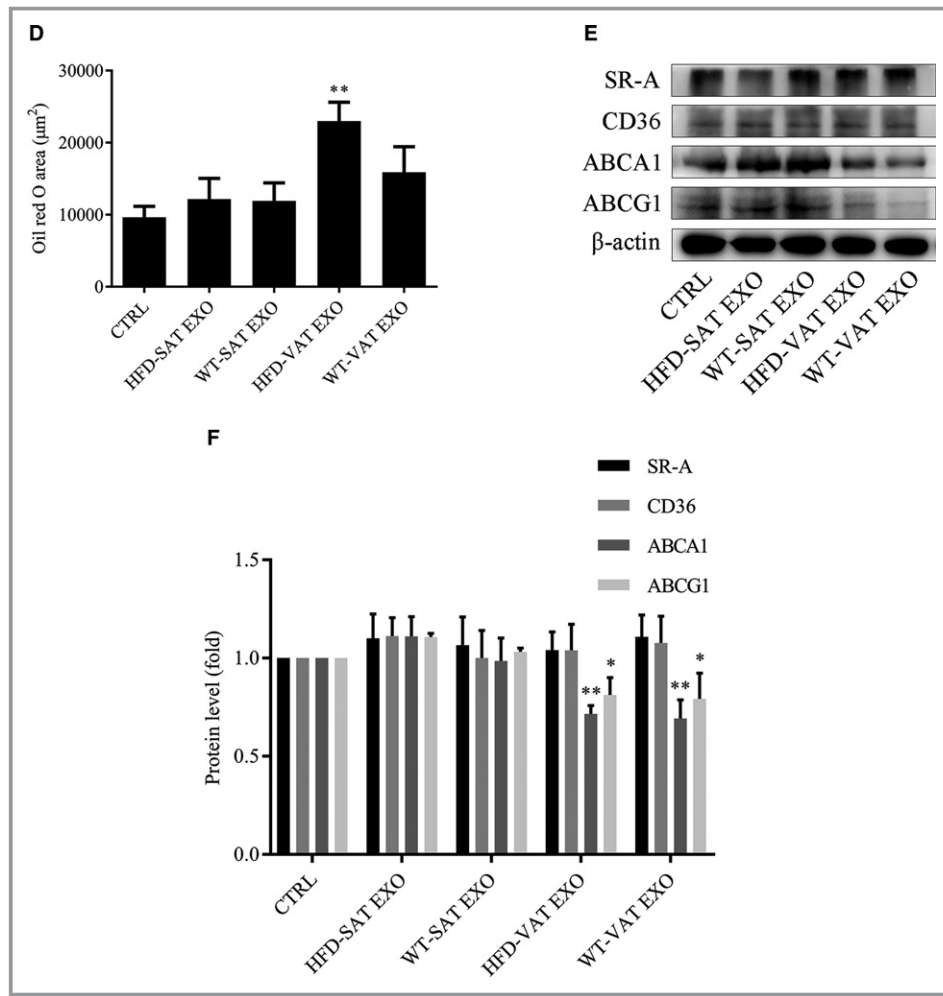 D
30000
20000
10000
0
Oil red O area (μm²)
**
CTRL
HFD-SAT EXO
WT-SAT EXO
HFD-VAT EXO
WT-VAT EXO
E
SR-A
CD36
ABCA1
ABCG1
β-actin
CTRL
HFD-SAT EXO
WT-SAT EXO
HFD-VAT EXO
WT-VAT EXO
F
SR-A
CD36
ABCA1
ABCG1
1.5
1.0
0.5
0.0
Protein level (fold)
**
*
**
*
CTRL
HFD-SAT EXO
WT-SAT EXO
HFD-VAT EXO
WT-VAT EXO